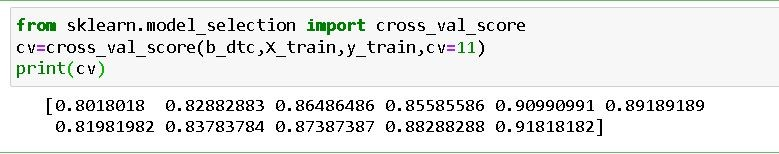 from sklearn.model_selection import cross_val_score
cv=cross_val_score(b_dtc,X_train,y_train,cv=11)
print(cv)
[0.8018018  0.82882883 0.86486486 0.85585586 0.90990991 0.89189189
0.81981982 0.83783784 0.87387387 0.88288288 0.91818182]